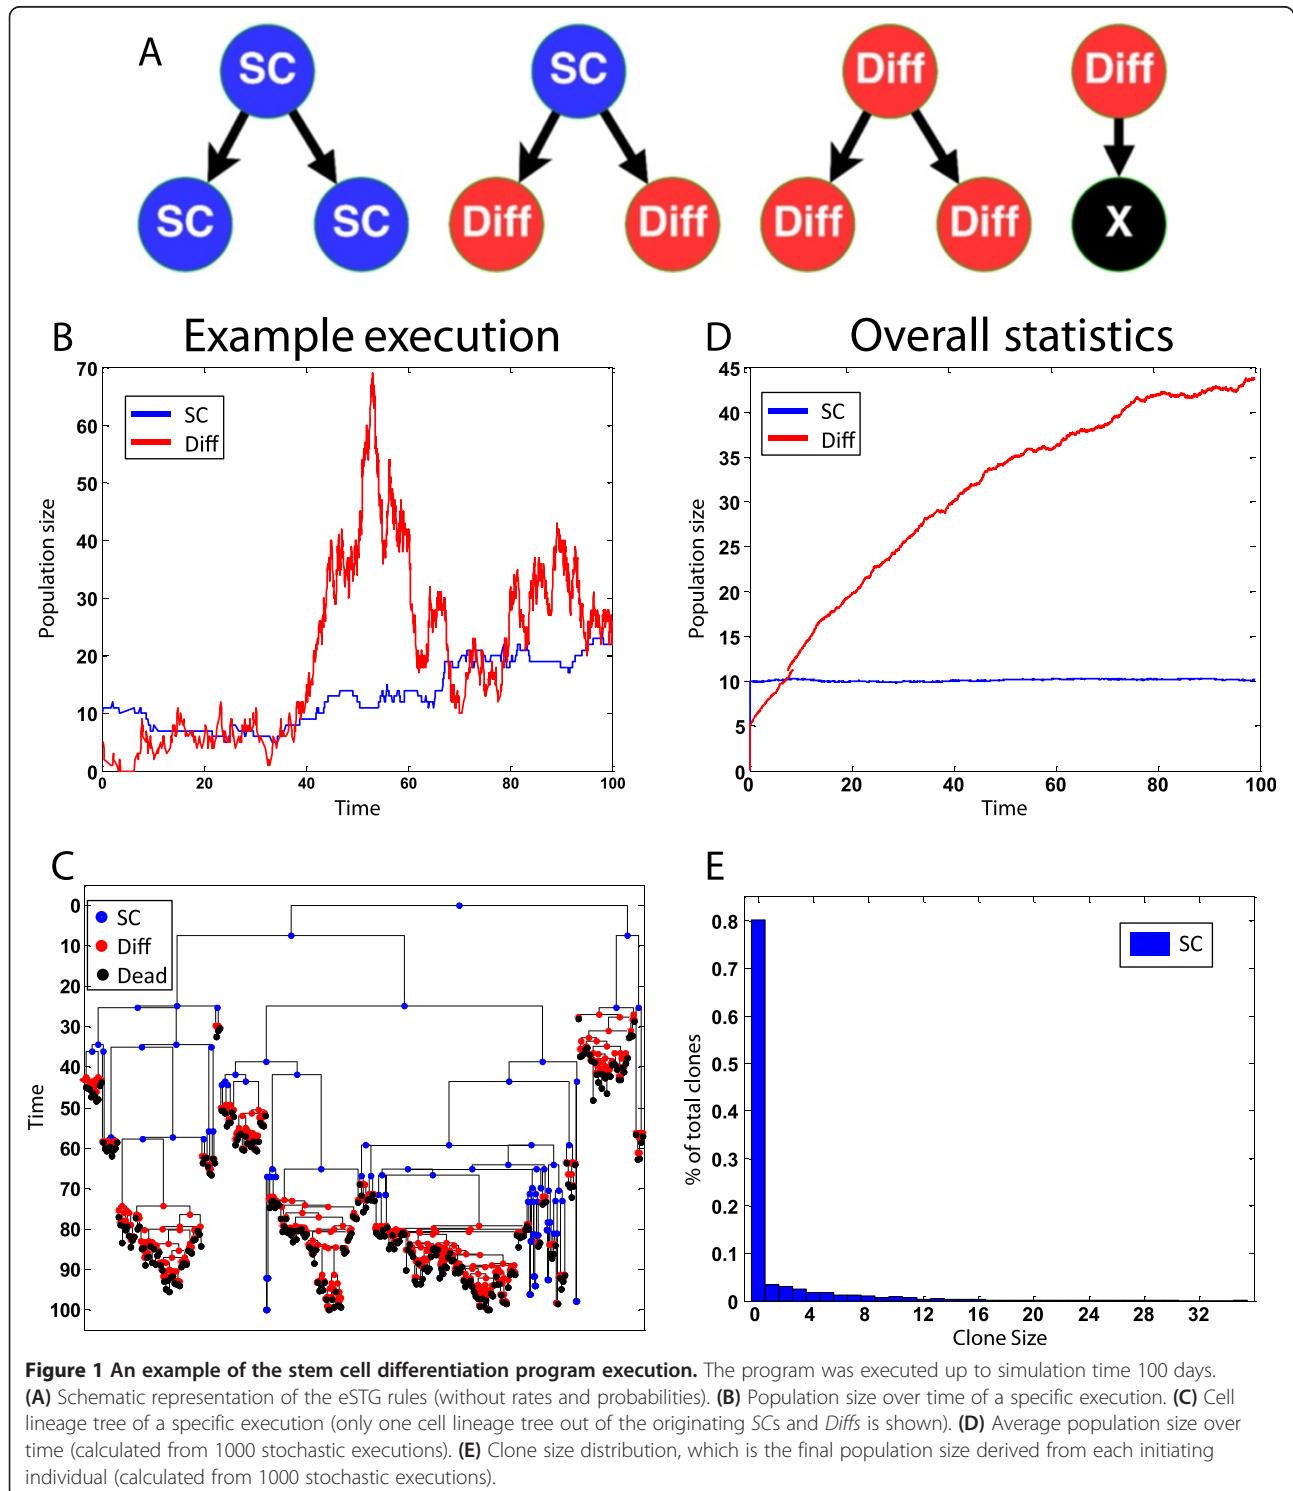 A
SC
SC
Diff
Diff
SC
SC
Diff
Diff
Diff
Diff
X
B
Example execution
70
60
50
40
30
20
10
0
0
20
40
60
80
100
Population size
Time
SC
Diff
D
Overall statistics
45
40
35
30
25
20
15
10
5
0
0
20
40
60
80
100
Population size
Time
SC
Diff
C
0
10
20
30
40
50
60
70
80
90
100
Time
SC
Diff
Dead
E
0.8
0.7
0.6
0.5
0.4
0.3
0.2
0.1
0
0
4
8
12
16
20
24
28
32
% of total clones
Clone Size
SC
Figure 1 An example of the stem cell differentiation program execution. The program was executed up to simulation time 100 days.
(A) Schematic representation of the eSTG rules (without rates and probabilities). (B) Population size over time of a specific execution. (C) Cell
lineage tree of a specific execution (only one cell lineage tree out of the originating SCs and Diffs is shown). (D) Average population size over
time (calculated from 1000 stochastic executions). (E) Clone size distribution, which is the final population size derived from each initiating
individual (calculated from 1000 stochastic executions).